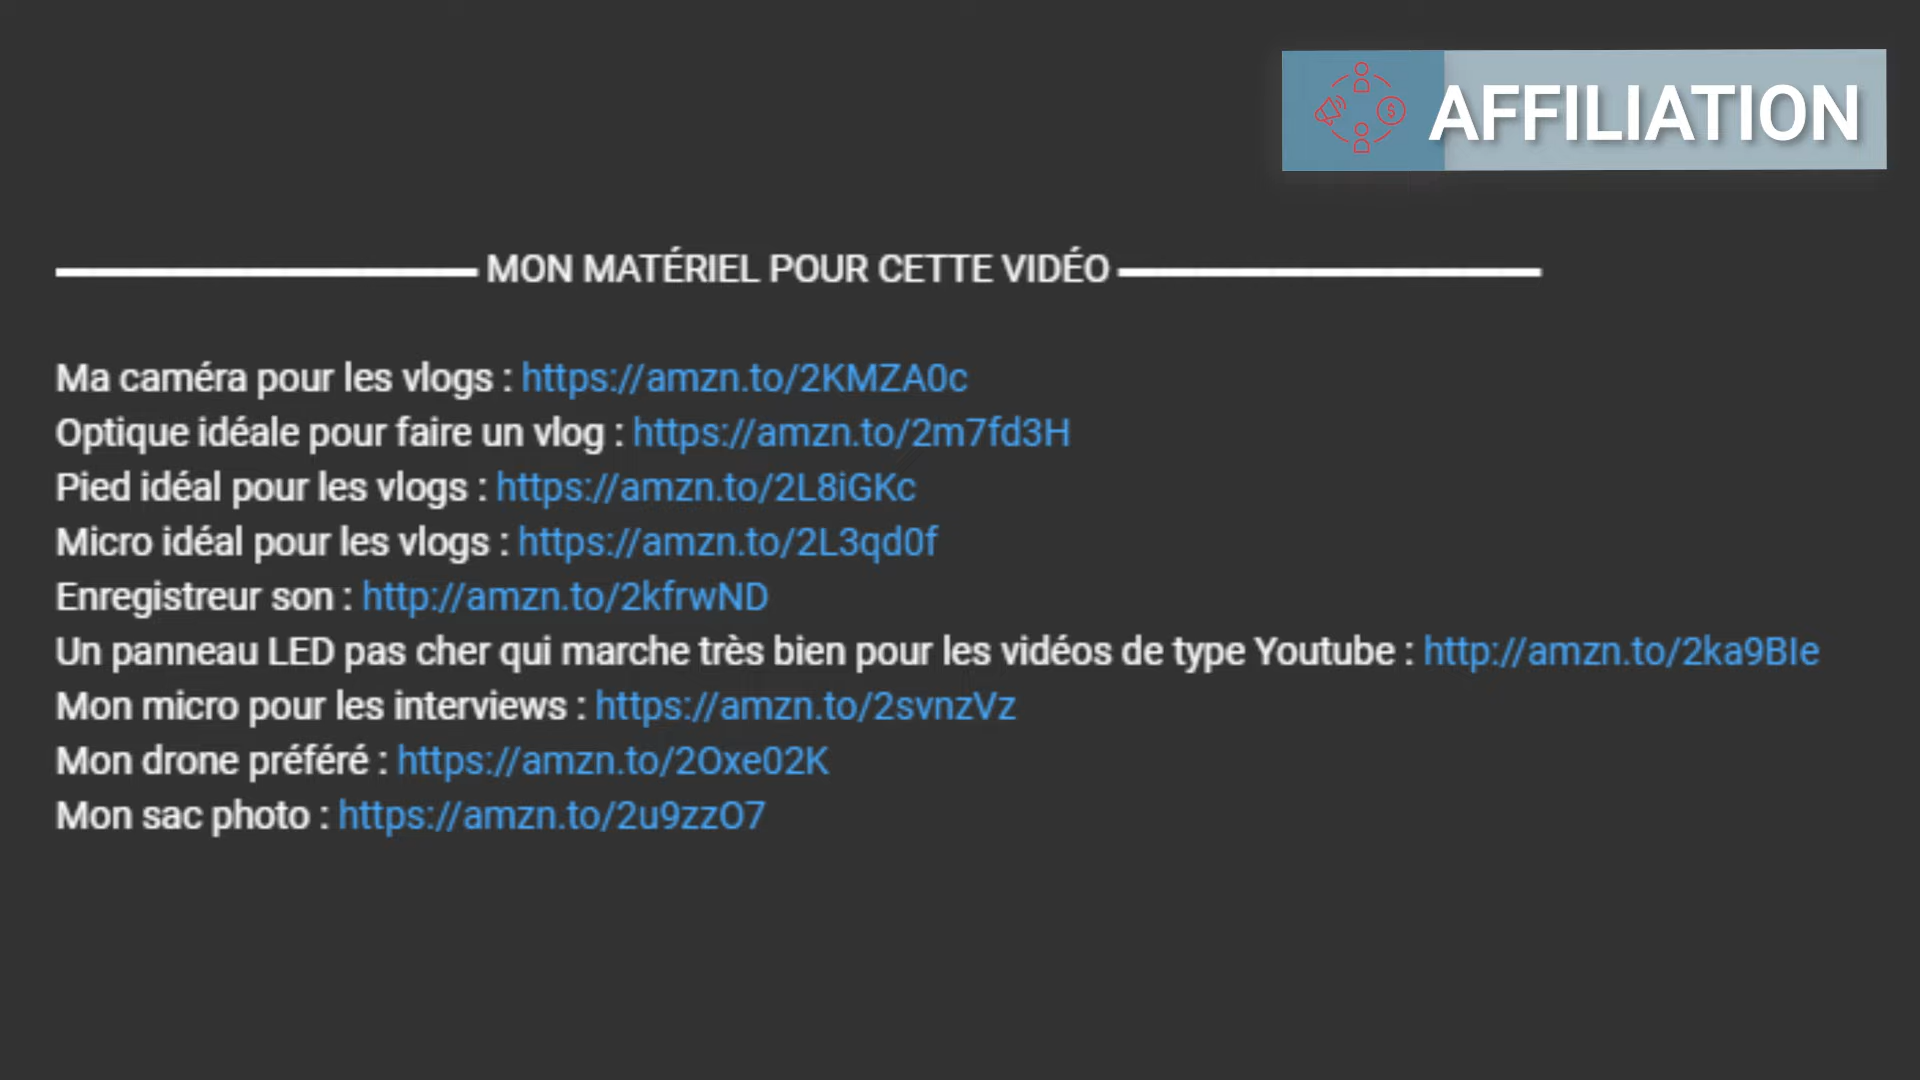 AFFILIATION
MON MATÉRIEL POUR CETTE VIDÉO
Ma caméra pour les vlogs : https://amzn.to/2KMZA0c
Optique idéale pour faire un vlog : https://amzn.to/2m7fd3H
Pied idéal pour les vlogs : https://amzn.to/2L8iGKc
Micro idéal pour les vlogs : https://amzn.to/2L3qd0f
Enregistreur son : http://amzn.to/2kfrwND
Un panneau LED pas cher qui marche très bien pour les vidéos de type Youtube : http://amzn.to/2ka9BIe
Mon micro pour les interviews : https://amzn.to/2svnzVz
Mon drone préféré : https://amzn.to/2Oxe02K
Mon sac photo : https://amzn.to/2u9zzO7